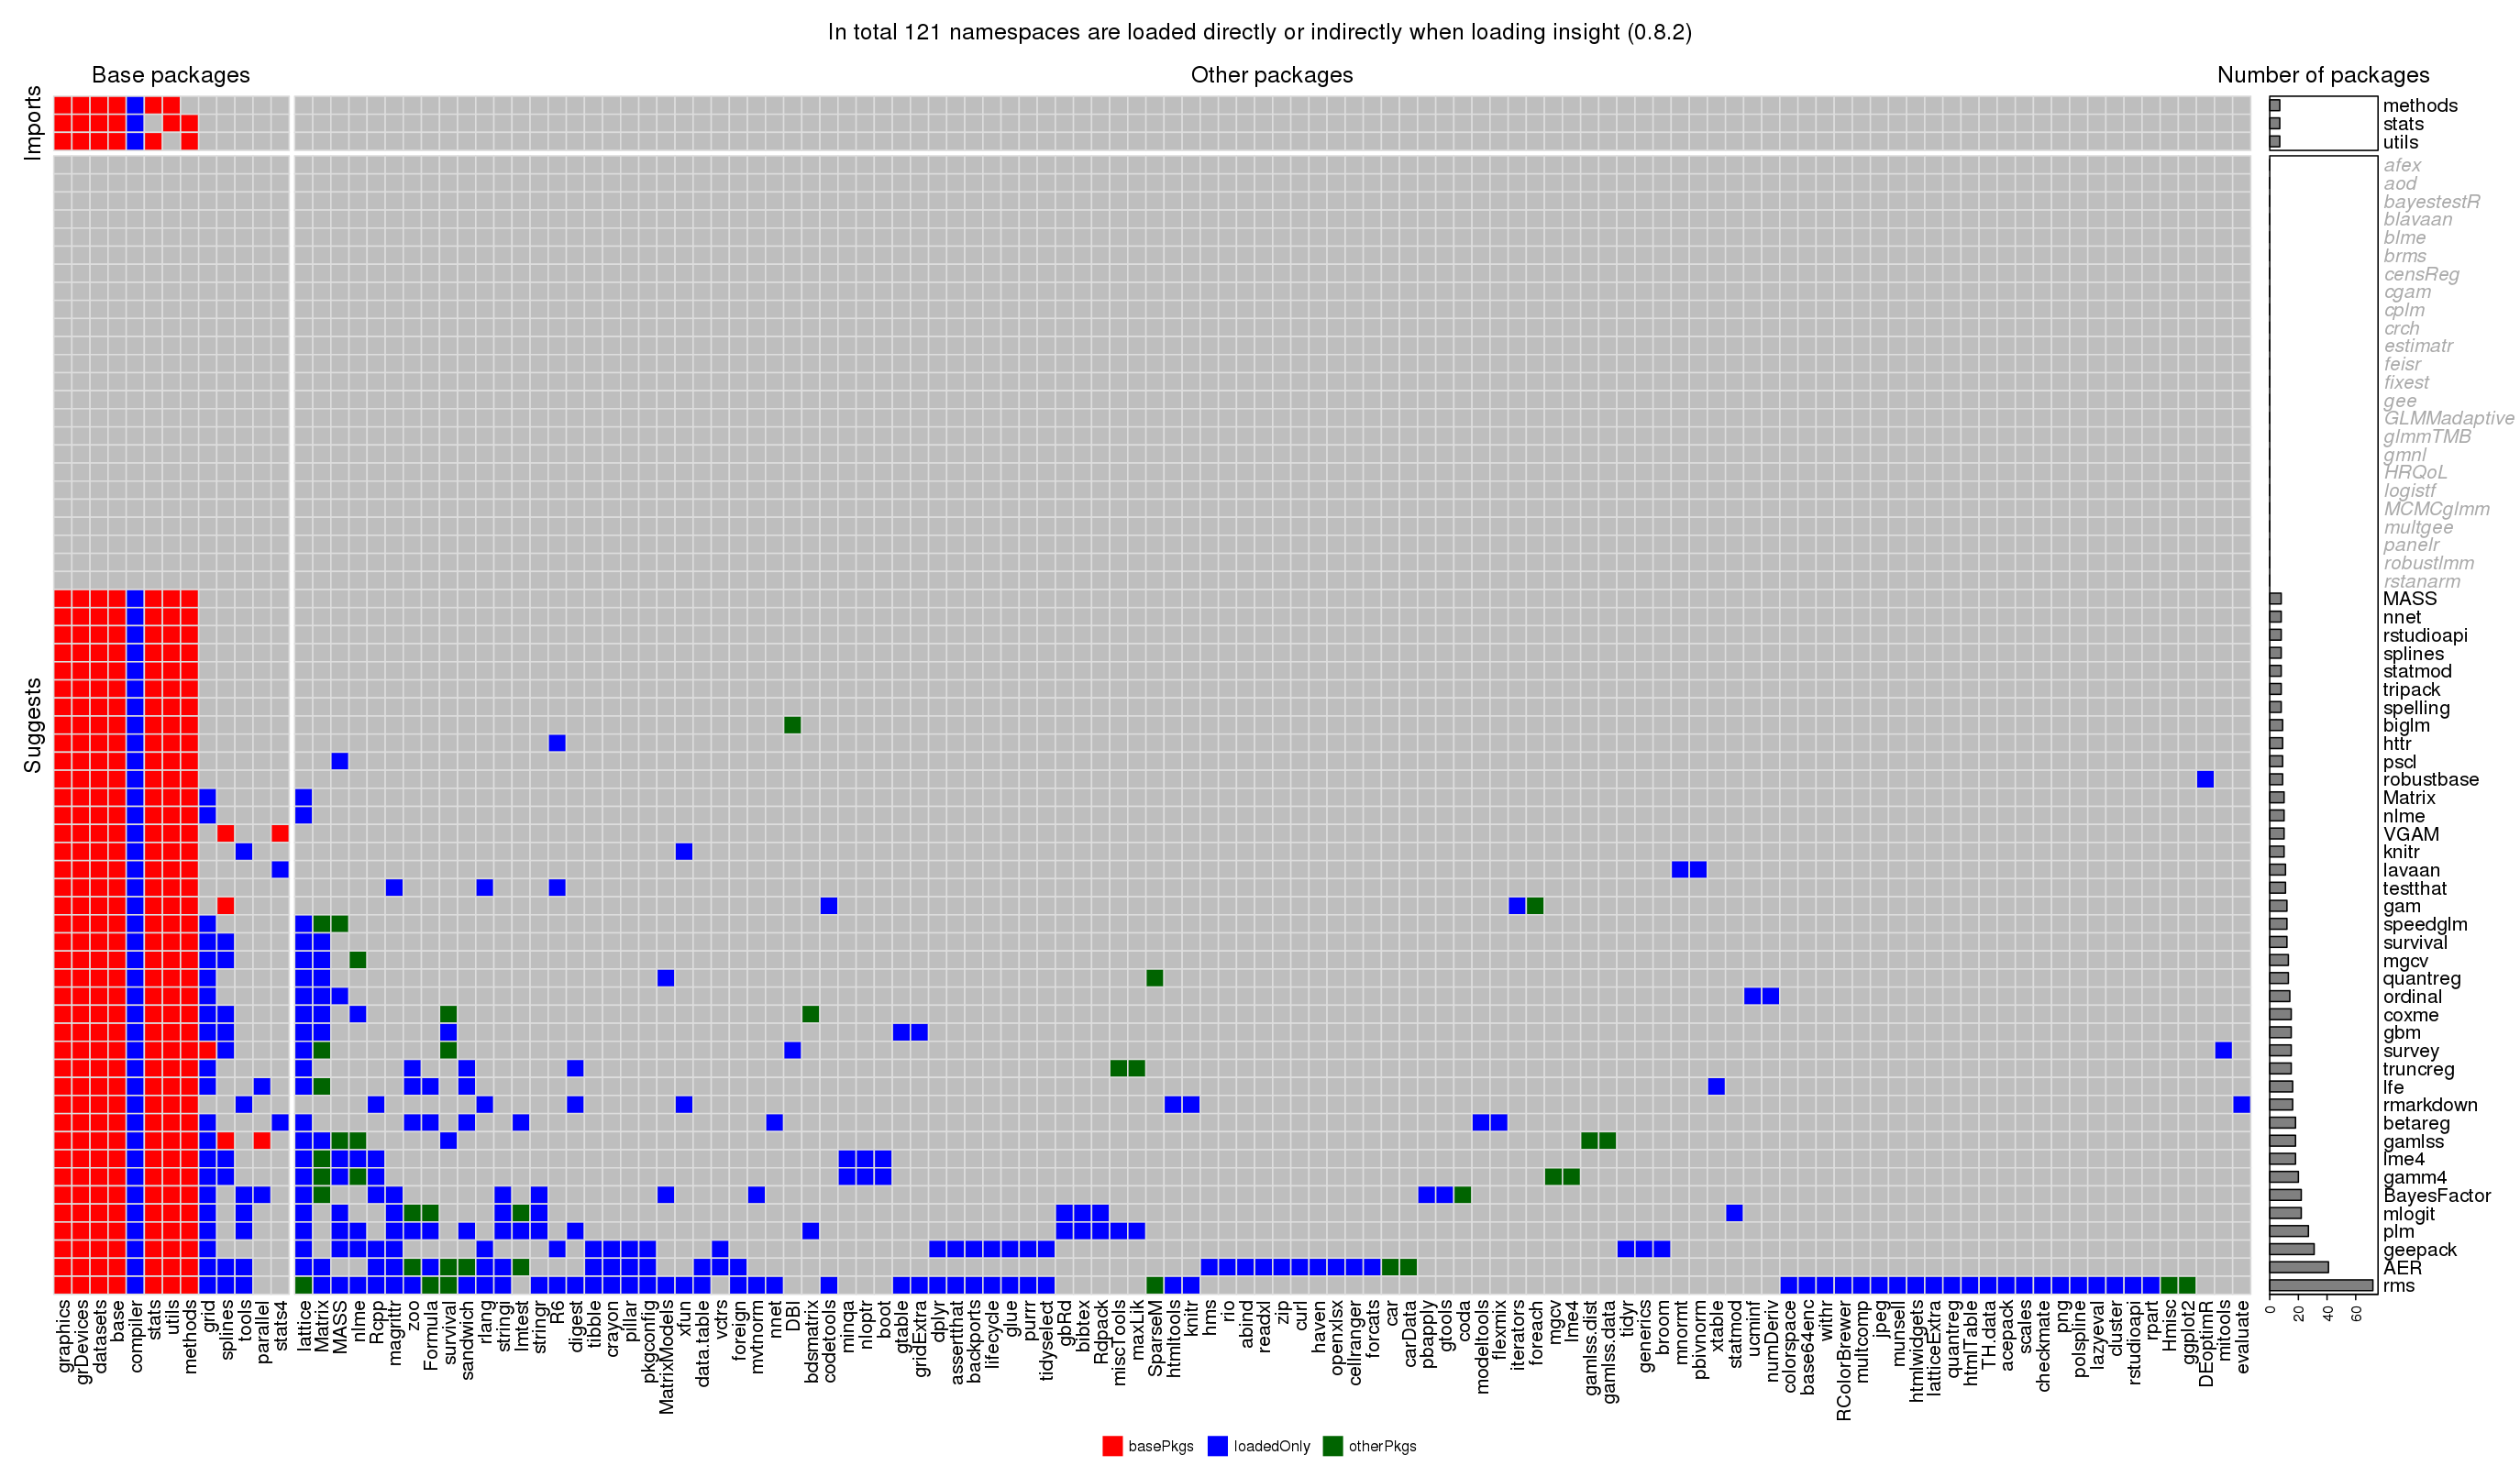 In total 121 namespaces are loaded directly or indirectly when loading insight (0.8.2)
Base packages
Other packages
Number of packages
Imports
methods
stats
utils
Suggests
afex
aod
bayestestR
blavaan
blme
brms
censReg
cgam
cplm
crch
estimatr
feisr
fixest
gee
GLMMadaptive
glmmTMB
gmnl
HRQoL
logistf
MCMCglmm
multgee
panelr
robustlmm
rstanarm
MASS
nnet
rstudioapi
splines
statmod
tripack
spelling
biglm
httr
pscl
robustbase
Matrix
nlme
VGAM
knitr
lavaan
testthat
gam
speedglm
survival
mgcv
quantreg
ordinal
coxme
gbm
survey
truncreg
lfe
rmarkdown
betareg
gamlss
lme4
gamm4
BayesFactor
mlogit
plm
geepack
AER
rms
graphics
grDevices
datasets
base
compiler
stats
utils
methods
grid
splines
tools
parallel
stats4
lattice
Matrix
MASS
nlme
Rcpp
magrittr
zoo
Formula
survival
sandwich
rlang
stringi
lmtest
stringr
R6
digest
tibble
crayon
pillar
pkgconfig
MatrixModels
xfun
data.table
vctrs
foreign
mvtnorm
nnet
DBI
bdsmatrix
codetools
minqa
nloptr
boot
gtable
gridExtra
dplyr
assertthat
backports
lifecycle
glue
purrr
tidyselect
gbRd
bibtex
Rdpack
miscTools
maxLik
SparseM
htmltools
knitr
hms
rio
abind
readxl
zip
curl
haven
openxlsx
cellranger
forcats
car
carData
pbapply
gtools
coda
modeltools
flexmix
iterators
foreach
mgcv
lme4
gamlss.dist
gamlss.data
tidyr
generics
broom
mnormt
pbivnorm
xtable
statmod
ucminf
numDeriv
colorspace
base64enc
withr
RColorBrewer
multcomp
jpeg
munsell
htmlwidgets
latticeExtra
quantreg
htmlTable
TH.data
acepack
scales
checkmate
png
polspline
lazyeval
cluster
rstudioapi
rpart
Hmisc
ggplot2
DEoptimR
mitools
evaluate
0
20
40
60
basePkgs
loadedOnly
otherPkgs